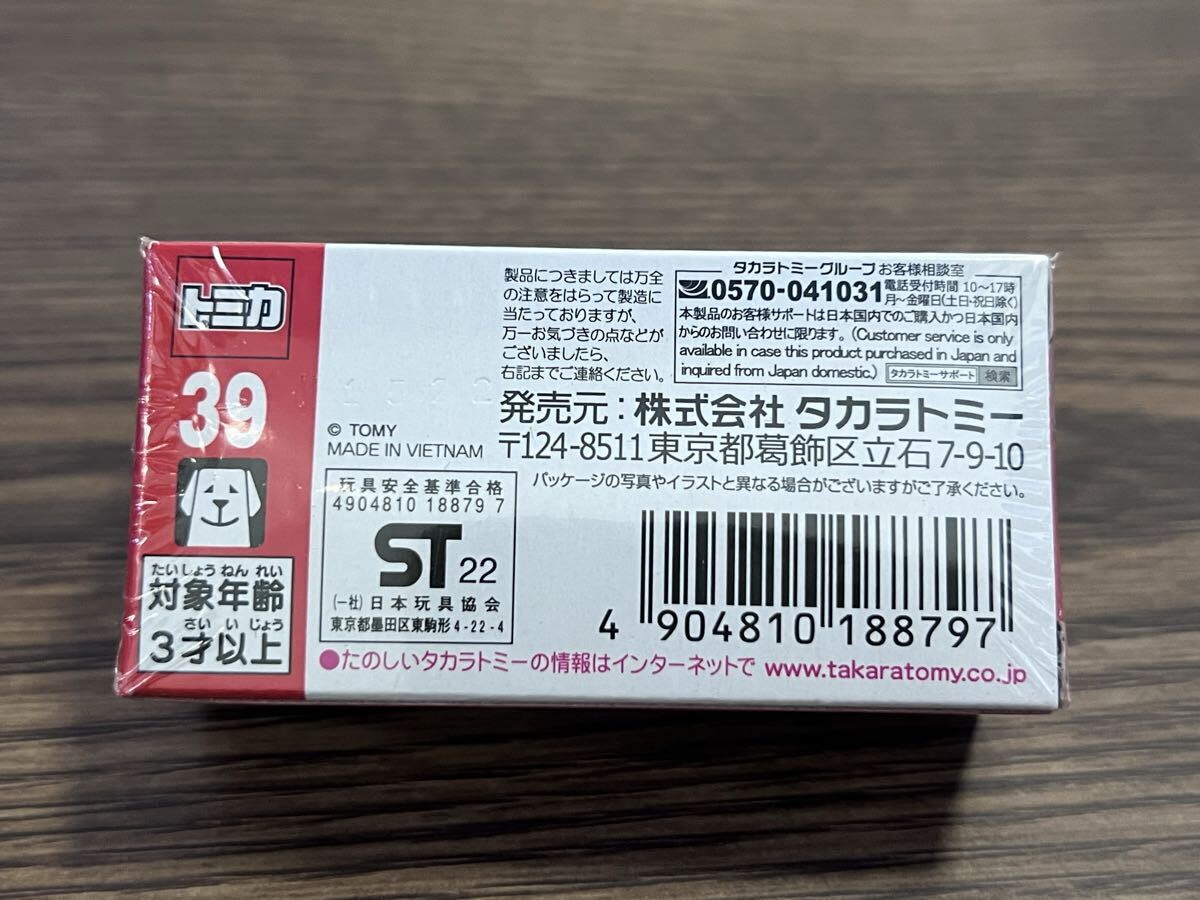 トミカ
39
たいしょうねんれい
対象年齢
さいいじょう
3才以上
製品につきましては万全
の注意をはらって製造に
当たっておりますが、
万一お気づきの点などが
ございましたら、
右記までご連絡ください。
タカラトミーグループ お客様相談室
0570-041031 電話受付時間 10〜17時
月〜金曜日(土日・祝日除く)
本製品のお客様サポートは日本国内でのご購入かつ日本国内
からのお問い合わせに限ります。(Customer service is only
available in case this product purchased in Japan and
inquired from Japan domestic.) タカラトミーサポート 検索
© TOMY
MADE IN VIETNAM
発売元:株式会社 タカラトミー
〒124-8511 東京都葛飾区立石7-9-10
パッケージの写真やイラストと異なる場合がございますがご了承ください。
玩具安全基準合格
4904810 18879 7
ST 22
(一社)日本玩具協会
東京都墨田区東駒形4-22-4
4 904810 188797
●たのしいタカラトミーの情報はインターネットで www.takaratomy.co.jp